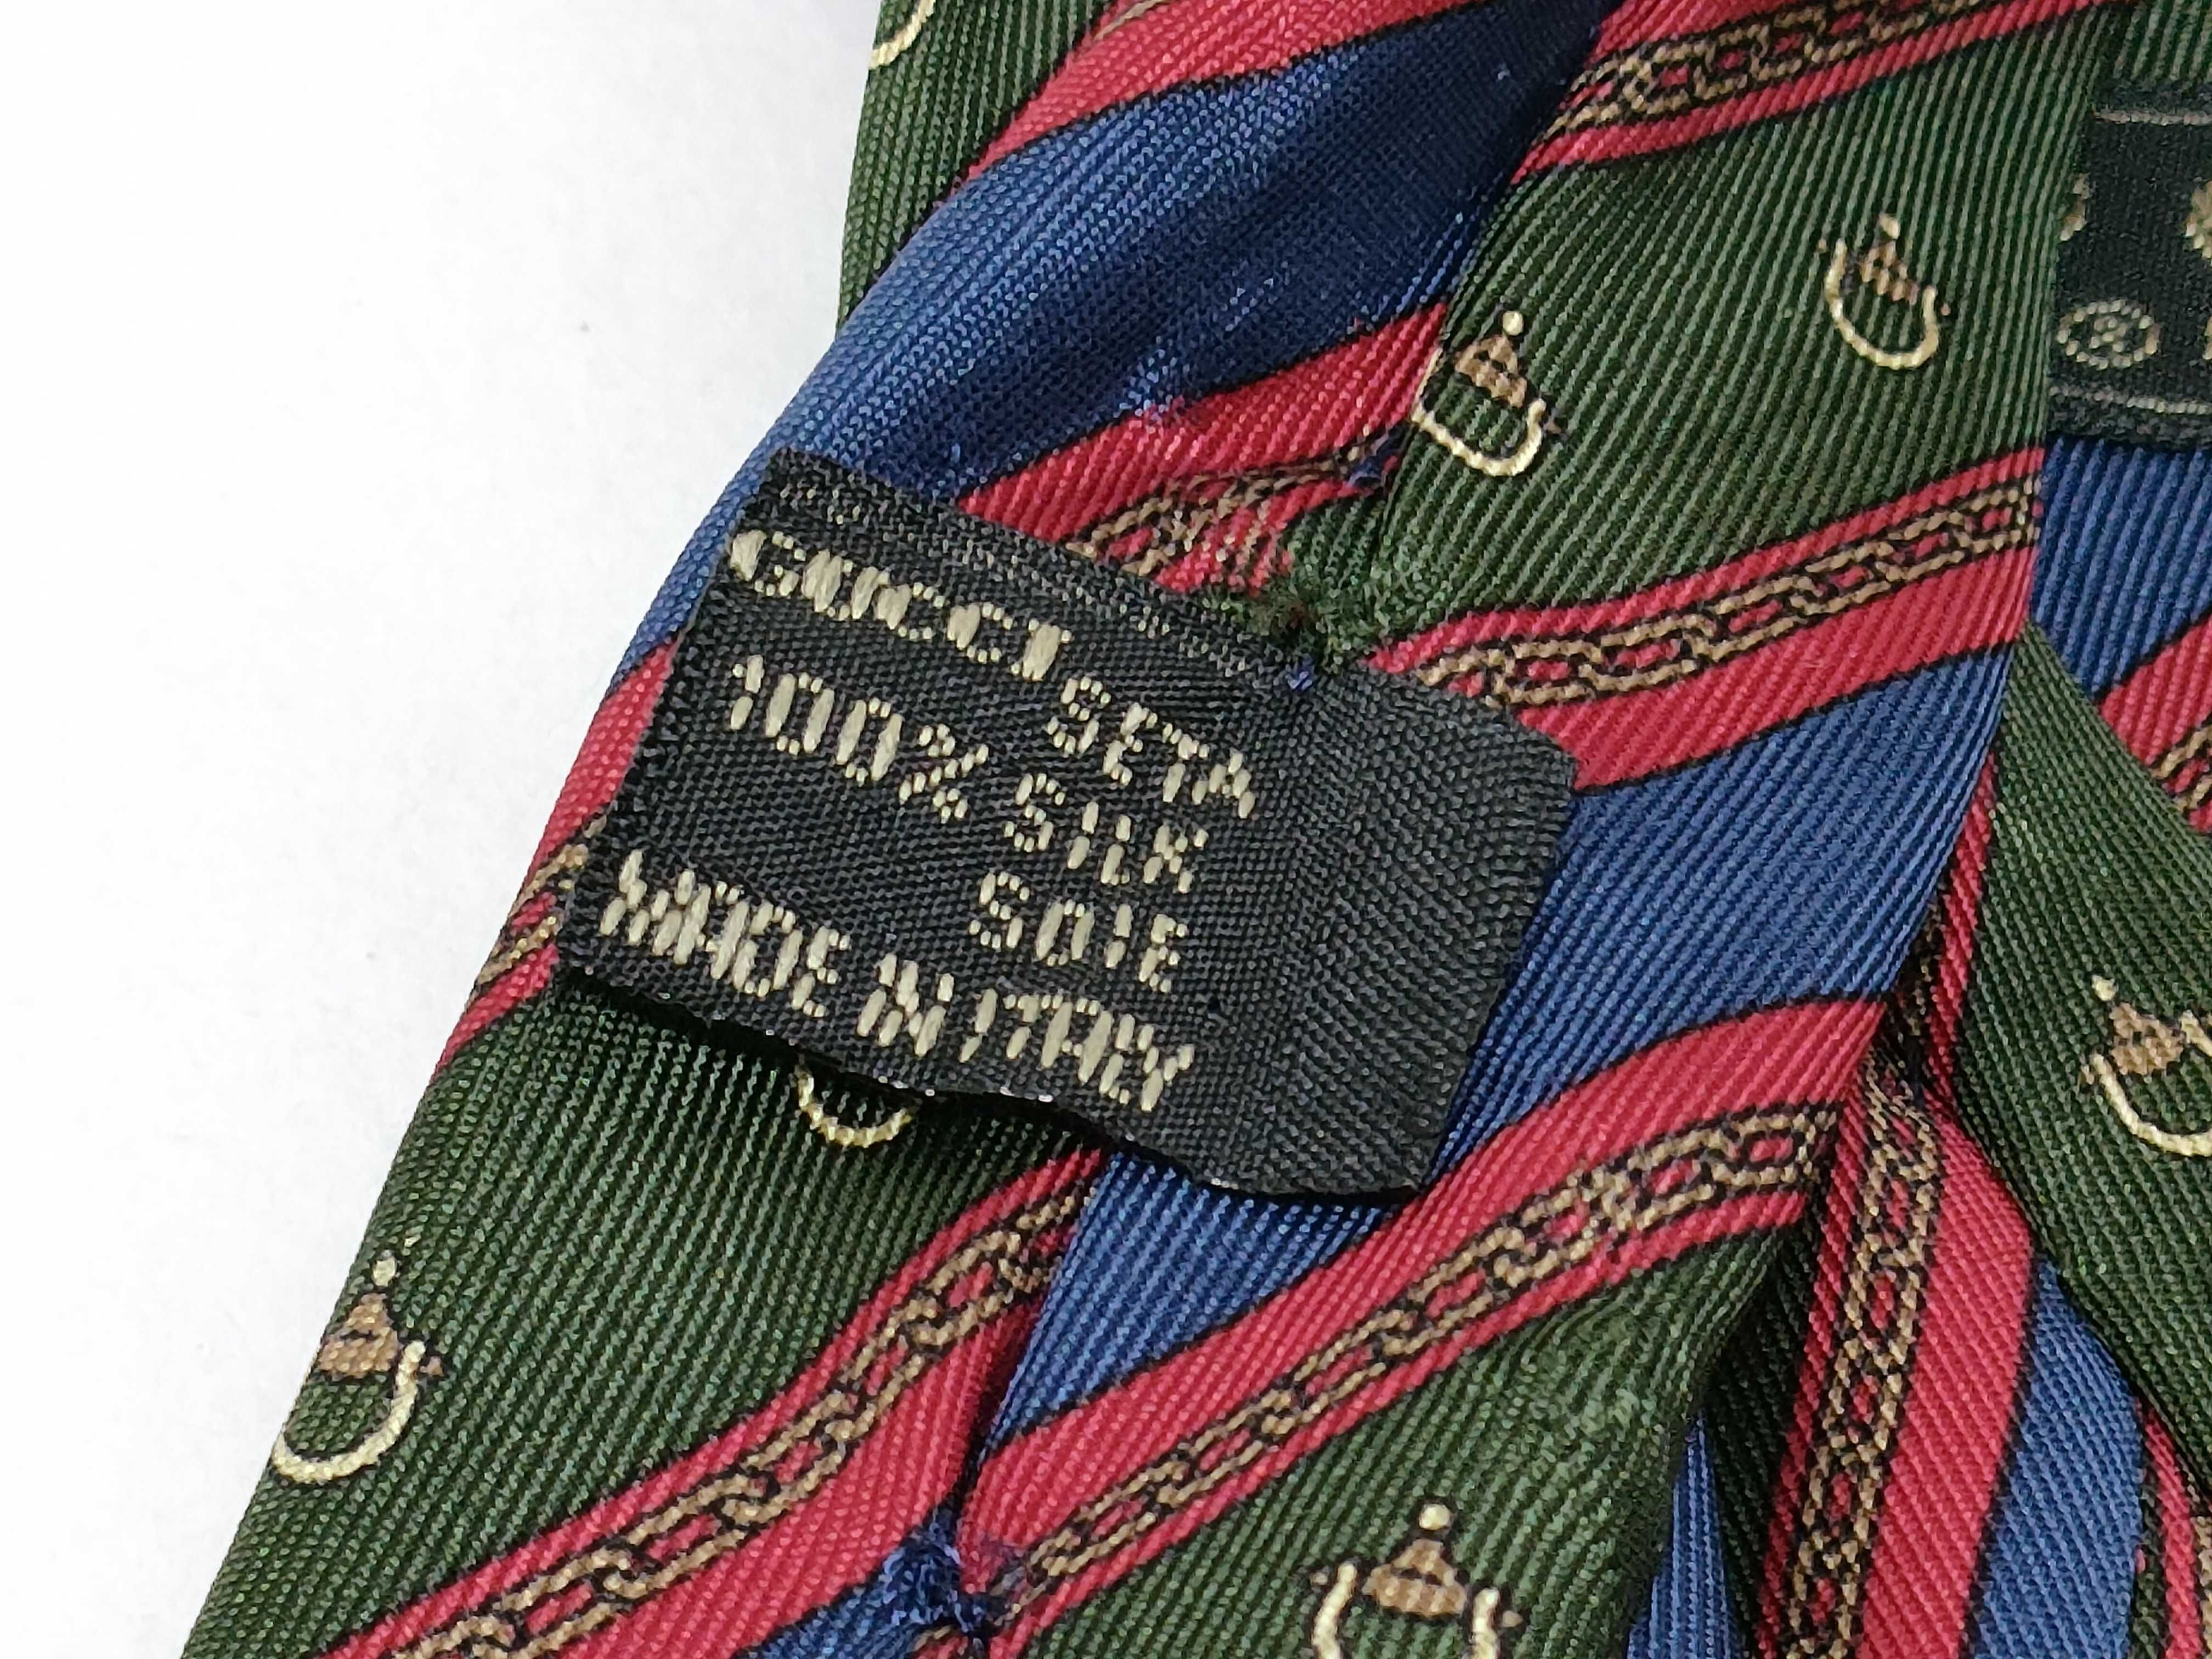 GUCCI
SETA
100% SILK
SOIE
MADE IN ITALY
®